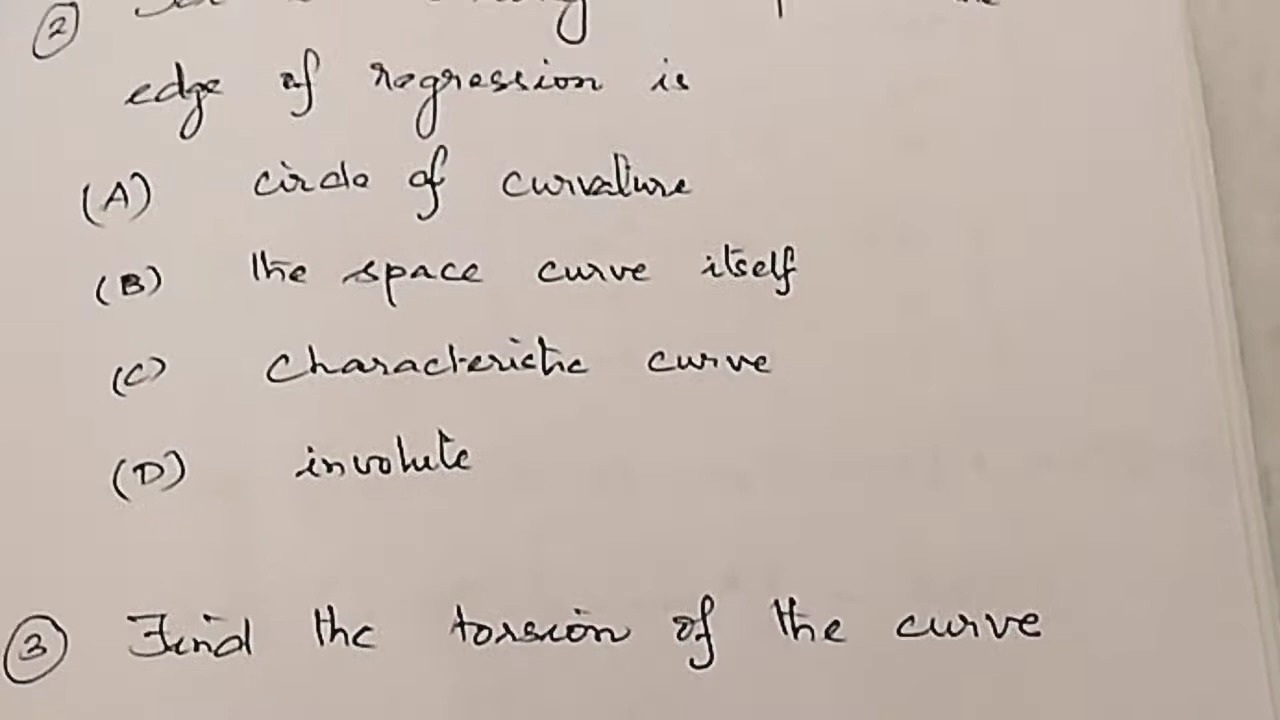 ②
edge of regression is
(A) circle of curvature
(B) the space curve itself
(C) characteristic curve
(D) involute
③ Find the torsion of the curve